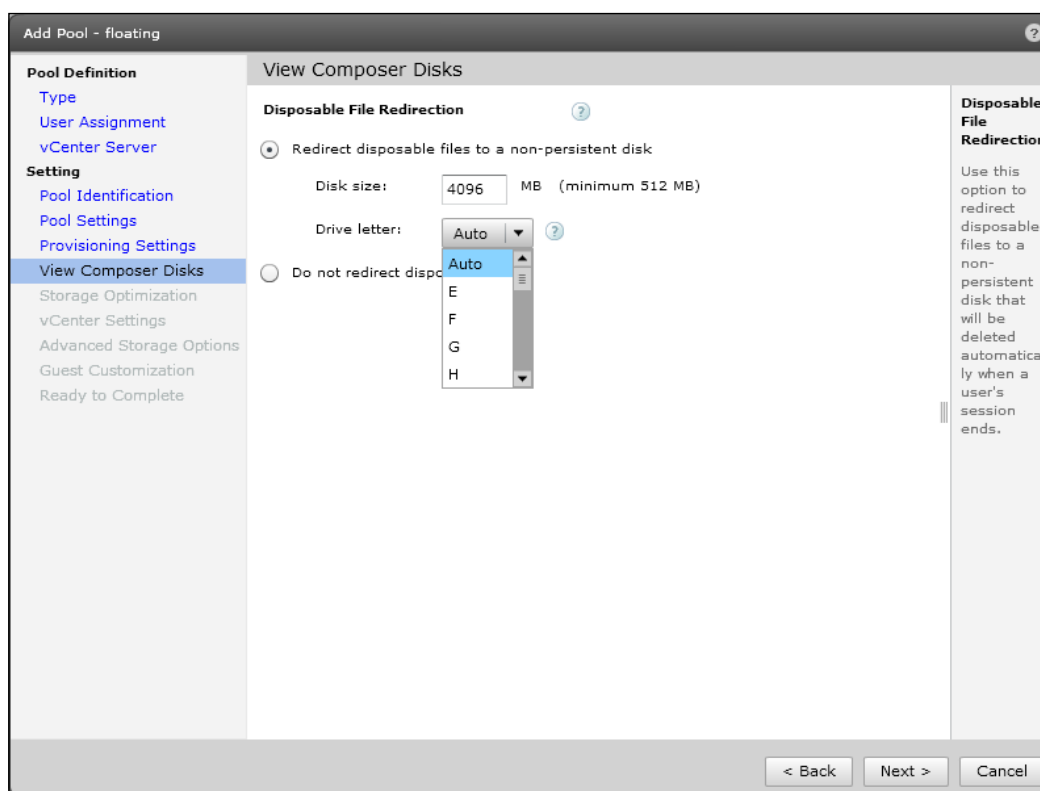 Add Pool - floating
?
Pool Definition
Type
User Assignment
vCenter Server
Setting
Pool Identification
Pool Settings
Provisioning Settings
View Composer Disks
Storage Optimization
vCenter Settings
Advanced Storage Options
Guest Customization
Ready to Complete
View Composer Disks
Disposable File Redirection ?
Redirect disposable files to a non-persistent disk
Disk size: 4096 MB (minimum 512 MB)
Drive letter: Auto ?
Auto
E
F
G
H
Do not redirect dispo
Disposable
File
Redirection
Use this
option to
redirect
disposable
files to a
non-
persistent
disk that
will be
deleted
automatica
ly when a
user's
session
ends.
< Back Next > Cancel